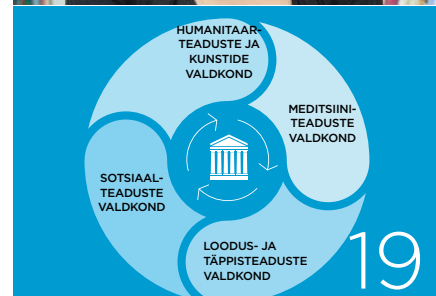 HUMANITAAR-
TEADUSTE JA
KUNSTIDE
VALDKOND
MEDITSIINI-
TEADUSTE
VALDKOND
SOTSIAAL-
TEADUSTE
VALDKOND
LOODUS- JA
TÄPPISTEADUSTE
VALDKOND
19